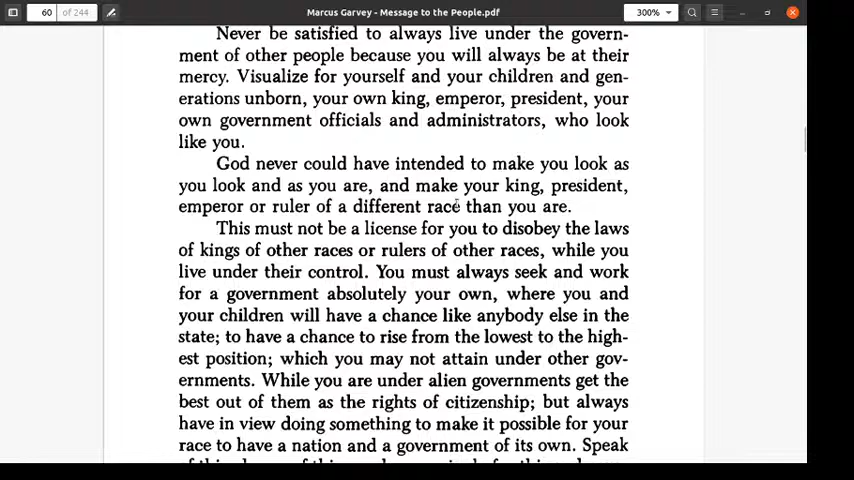 Marcus Garvey - Message to the People.pdf
60 of 244
300%
Never be satisfied to always live under the govern-
ment of other people because you will always be at their
mercy. Visualize for yourself and your children and gen-
erations unborn, your own king, emperor, president, your
own government officials and administrators, who look
like you.
God never could have intended to make you look as
you look and as you are, and make your king, president,
emperor or ruler of a different race than you are.
This must not be a license for you to disobey the laws
of kings of other races or rulers of other races, while you
live under their control. You must always seek and work
for a government absolutely your own, where you and
your children will have a chance like anybody else in the
state; to have a chance to rise from the lowest to the high-
est position; which you may not attain under other gov-
ernments. While you are under alien governments get the
best out of them as the rights of citizenship; but always
have in view doing something to make it possible for your
race to have a nation and a government of its own. Speak